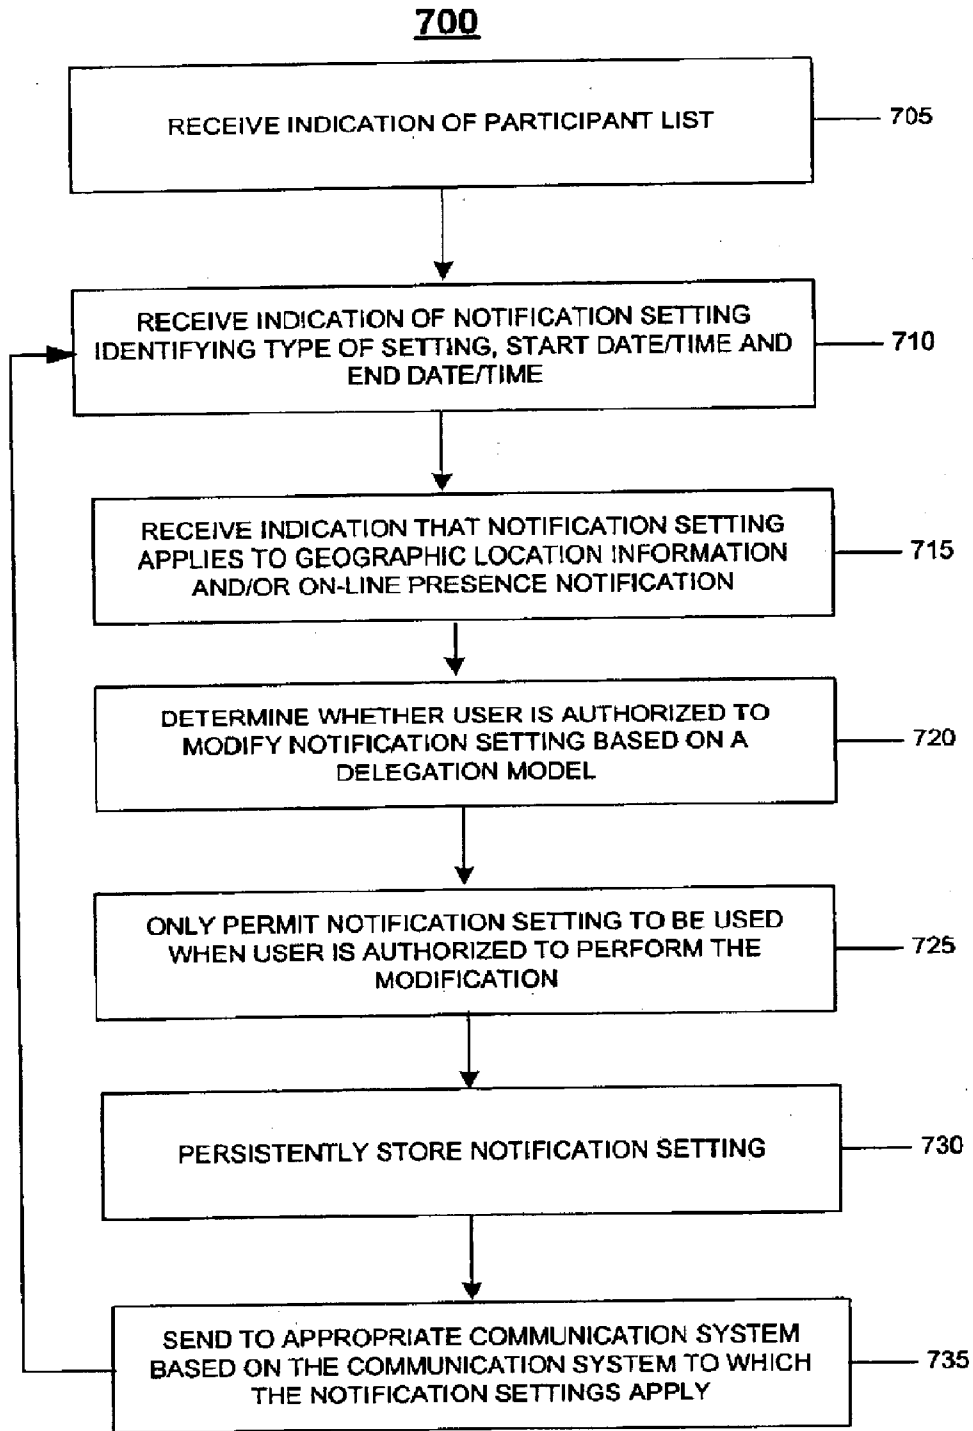 700
RECEIVE INDICATION OF PARTICIPANT LIST
705
RECEIVE INDICATION OF NOTIFICATION SETTING
IDENTIFYING TYPE OF SETTING, START DATE/TIME AND
END DATE/TIME
710
RECEIVE INDICATION THAT NOTIFICATION SETTING
APPLIES TO GEOGRAPHIC LOCATION INFORMATION
AND/OR ON-LINE PRESENCE NOTIFICATION
715
DETERMINE WHETHER USER IS AUTHORIZED TO
MODIFY NOTIFICATION SETTING BASED ON A
DELEGATION MODEL
720
ONLY PERMIT NOTIFICATION SETTING TO BE USED
WHEN USER IS AUTHORIZED TO PERFORM THE
MODIFICATION
725
PERSISTENTLY STORE NOTIFICATION SETTING
730
SEND TO APPROPRIATE COMMUNICATION SYSTEM
BASED ON THE COMMUNICATION SYSTEM TO WHICH
THE NOTIFICATION SETTINGS APPLY
735